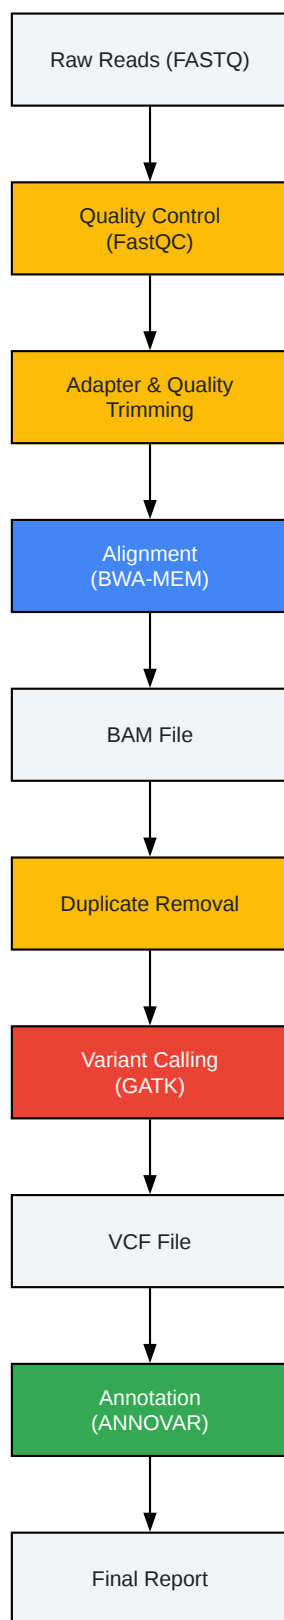 Raw Reads (FASTQ)
Quality Control
(FastQC)
Adapter & Quality
Trimming
Alignment
(BWA-MEM)
BAM File
Duplicate Removal
Variant Calling
(GATK)
VCF File
Annotation
(ANNOVAR)
Final Report